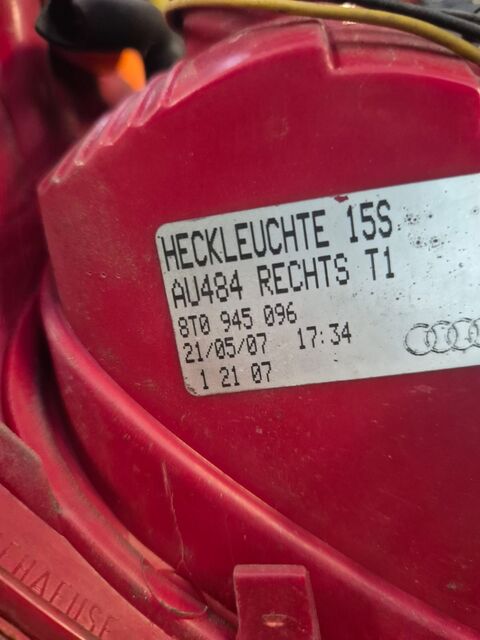 HECKLEUCHTE 15S
AU484 RECHTS T1
8T0 945 096
21/05/07 17:34
1 21 07